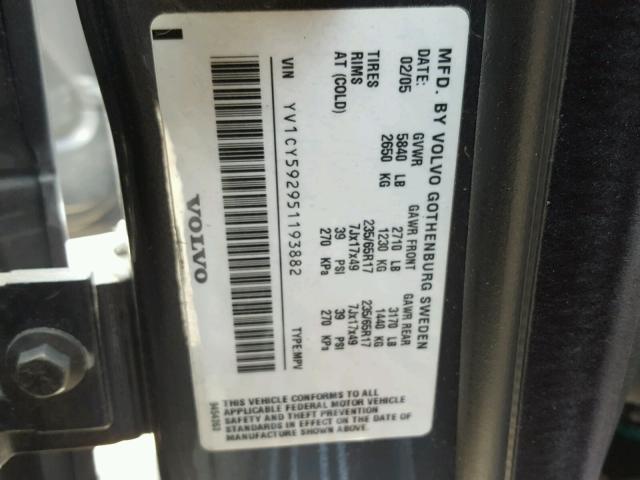 MFD. BY VOLVO GOTHENBURG SWEDEN
DATE: GVWR GAWR FRONT GAWR REAR
02/05 5840 LB 2710 LB 3170 LB
2650 KG 1230 KG 1440 KG
TIRES 235/65R17 235/65R17
RIMS 7Jx17x49 7Jx17x49
AT (COLD) 39 PSI 39 PSI
270 KPa 270 KPa
VIN YV1CY592951193882 TYPE:MPV
VOLVO
THIS VEHICLE CONFORMS TO ALL
APPLICABLE FEDERAL MOTOR VEHICLE
SAFETY AND THEFT PREVENTION
STANDARDS IN EFFECT ON THE DATE OF
MANUFACTURE SHOWN ABOVE.